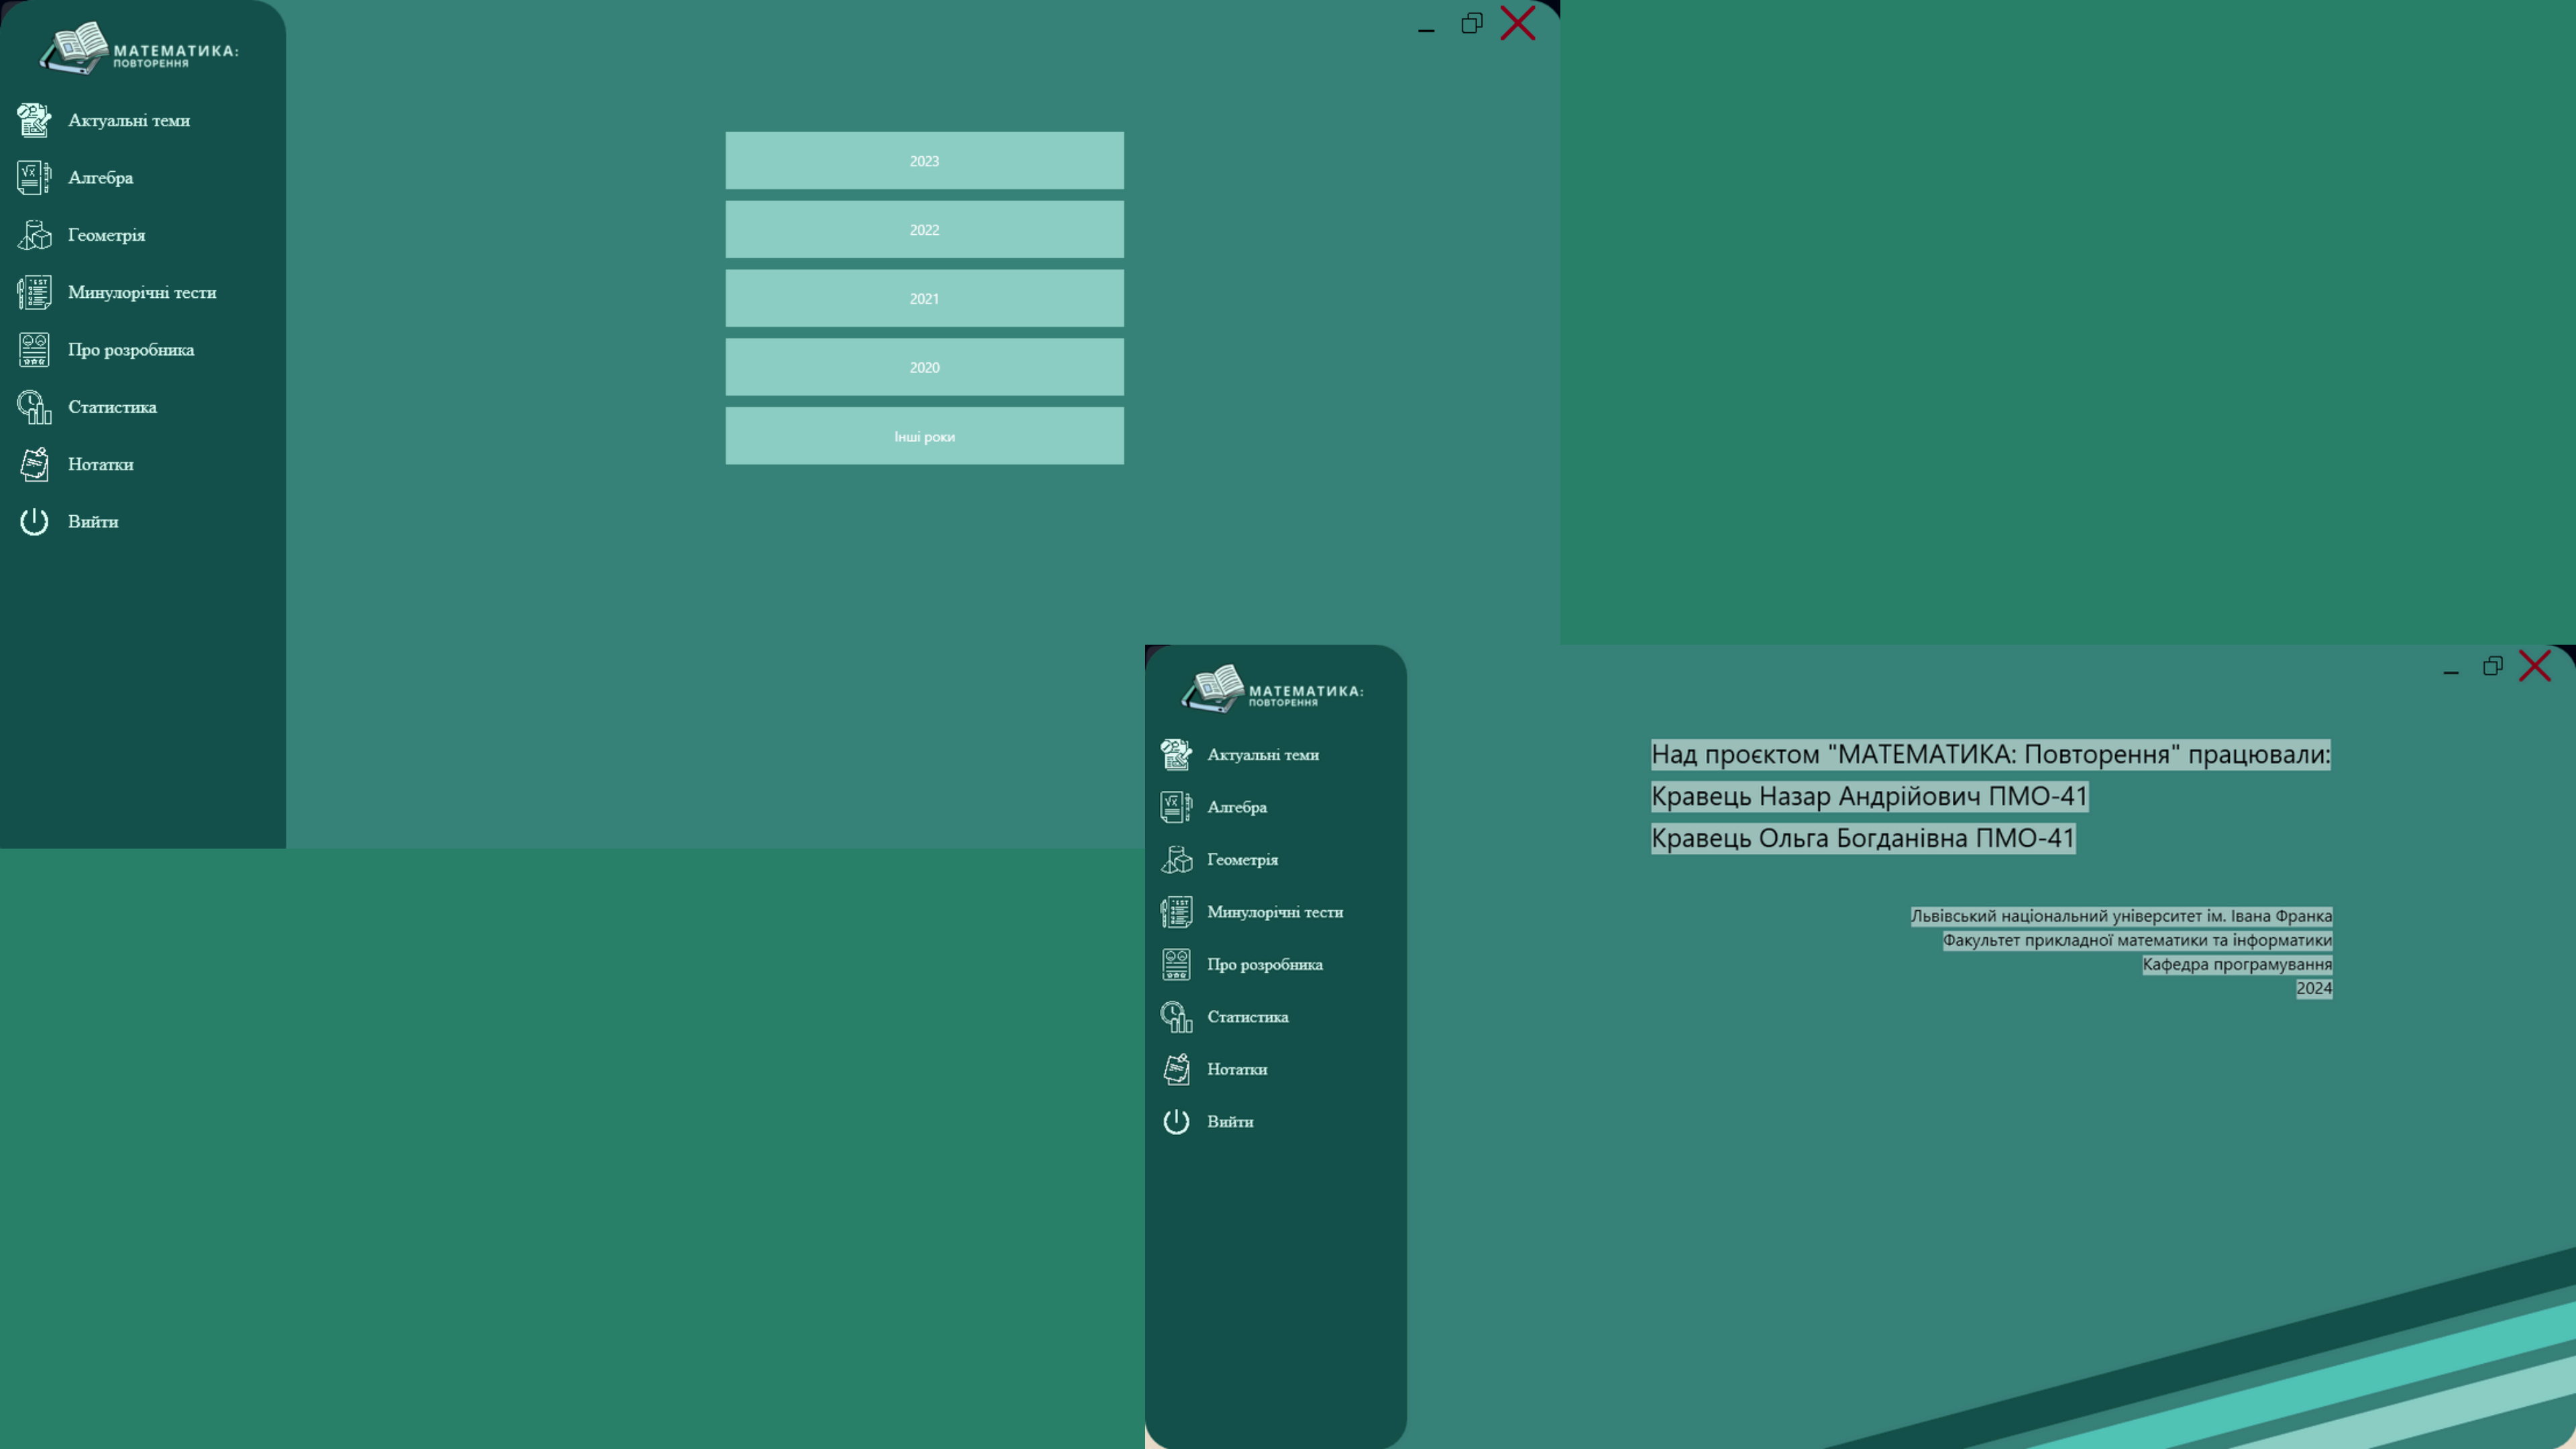 МАТЕМАТИКА:
ПОВТОРЕННЯ
Актуальні теми
Алгебра
Геометрія
Минулорічні тести
Про розробника
Статистика
Нотатки
Вийти
2023
2022
2021
2020
Інші роки
МАТЕМАТИКА:
ПОВТОРЕННЯ
Актуальні теми
Алгебра
Геометрія
Минулорічні тести
Про розробника
Статистика
Нотатки
Вийти
Над проєктом "МАТЕМАТИКА: Повторення" працювали:
Кравець Назар Андрійович ПМО-41
Кравець Ольга Богданівна ПМО-41
Львівський національний університет ім. Івана Франка
Факультет прикладної математики та інформатики
Кафедра програмування
2024